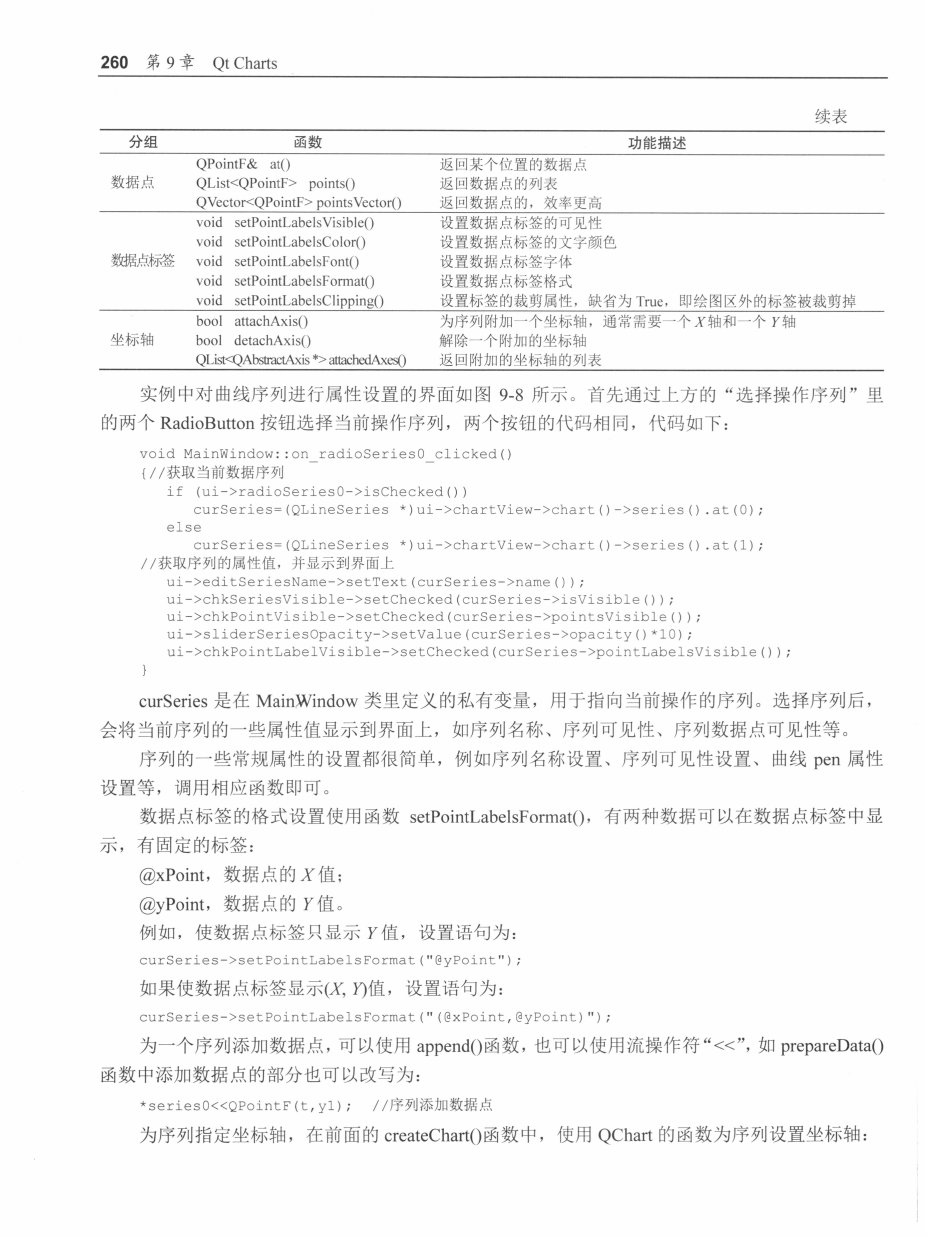 260 第 9 章 Qt Charts
续表
分组 函数 功能描述
QPointF& at() 返回某个位置的数据点
数据点 QList<QPointF> points() 返回数据点的列表
QVector<QPointF> pointsVector() 返回数据点的，效率更高
void setPointLabelsVisible() 设置数据点标签的可见性
void setPointLabelsColor() 设置数据点标签的文字颜色
数据点标签 void setPointLabelsFont() 设置数据点标签字体
void setPointLabelsFormat() 设置数据点标签格式
void setPointLabelsClipping() 设置标签的裁剪属性，缺省为 True，即绘图区外的标签被裁剪掉
bool attachAxis() 为序列附加一个坐标轴，通常需要一个 X 轴和一个 Y 轴
坐标轴 bool detachAxis() 解除一个附加的坐标轴
QList<QAbstractAxis *> attachedAxes() 返回附加的坐标轴的列表
实例中对曲线序列进行属性设置的界面如图 9-8 所示。首先通过上方的“选择操作序列”里
的两个 RadioButton 按钮选择当前操作序列，两个按钮的代码相同，代码如下：
void MainWindow::on_radioSeries0_clicked()
{//获取当前数据序列
if (ui->radioSeries0->isChecked())
curSeries=(QLineSeries *)ui->chartView->chart()->series().at(0);
else
curSeries=(QLineSeries *)ui->chartView->chart()->series().at(1);
//获取序列的属性值，并显示到界面上
ui->editSeriesName->setText(curSeries->name());
ui->chkSeriesVisible->setChecked(curSeries->isVisible());
ui->chkPointVisible->setChecked(curSeries->pointsVisible());
ui->sliderSeriesOpacity->setValue(curSeries->opacity()*10);
ui->chkPointLabelVisible->setChecked(curSeries->pointLabelsVisible());
}
curSeries 是在 MainWindow 类里定义的私有变量，用于指向当前操作的序列。选择序列后，
会将当前序列的一些属性值显示到界面上，如序列名称、序列可见性、序列数据点可见性等。
序列的一些常规属性的设置都很简单，例如序列名称设置、序列可见性设置、曲线 pen 属性
设置等，调用相应函数即可。
数据点标签的格式设置使用函数 setPointLabelsFormat()，有两种数据可以在数据点标签中显
示，有固定的标签：
@xPoint，数据点的 X 值；
@yPoint，数据点的 Y 值。
例如，使数据点标签只显示 Y 值，设置语句为：
curSeries->setPointLabelsFormat("@yPoint");
如果使数据点标签显示(X, Y)值，设置语句为：
curSeries->setPointLabelsFormat("(@xPoint,@yPoint)");
为一个序列添加数据点，可以使用 append()函数，也可以使用流操作符“<<”，如 prepareData()
函数中添加数据点的部分也可以改写为：
*series0<<QPointF(t,y1); //序列添加数据点
为序列指定坐标轴，在前面的 createChart()函数中，使用 QChart 的函数为序列设置坐标轴：